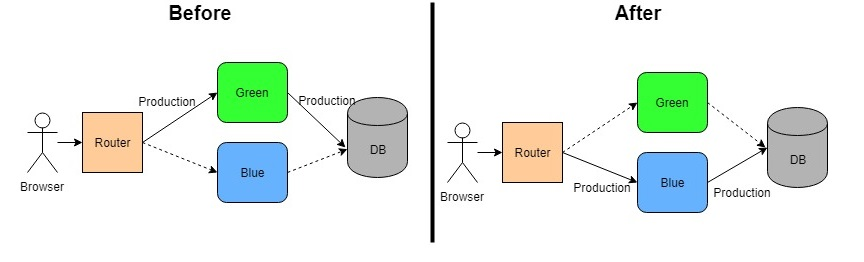 Before
Green
Production
Production
Router
DB
Blue
Browser
After
Green
Router
DB
Blue
Production
Production
Browser